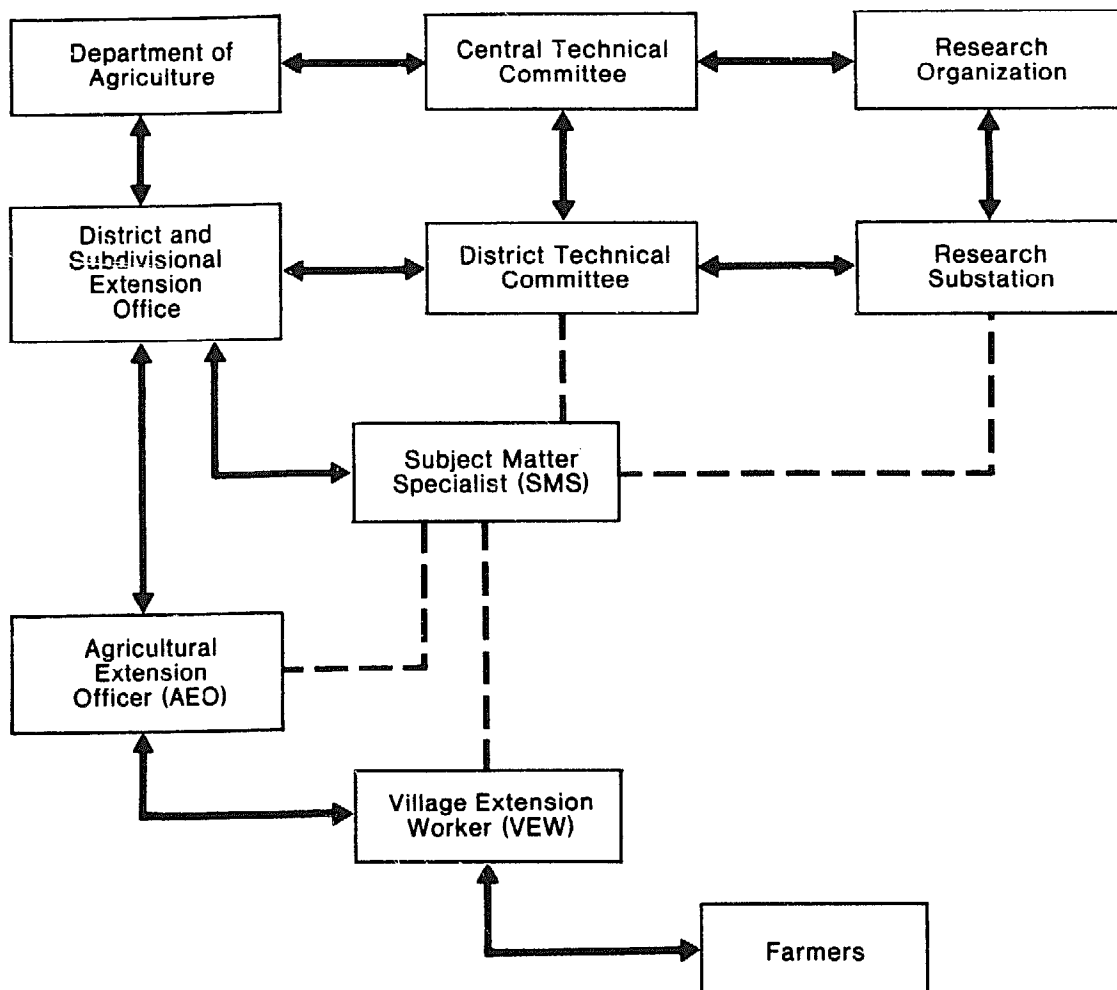 Department of
Agriculture
Central Technical
Committee
Research
Organization
District and
Subdivisional
Extension
Office
District Technical
Committee
Research
Substation
Subject Matter
Specialist (SMS)
Agricultural
Extension
Officer (AEO)
Village Extension
Worker (VEW)
Farmers